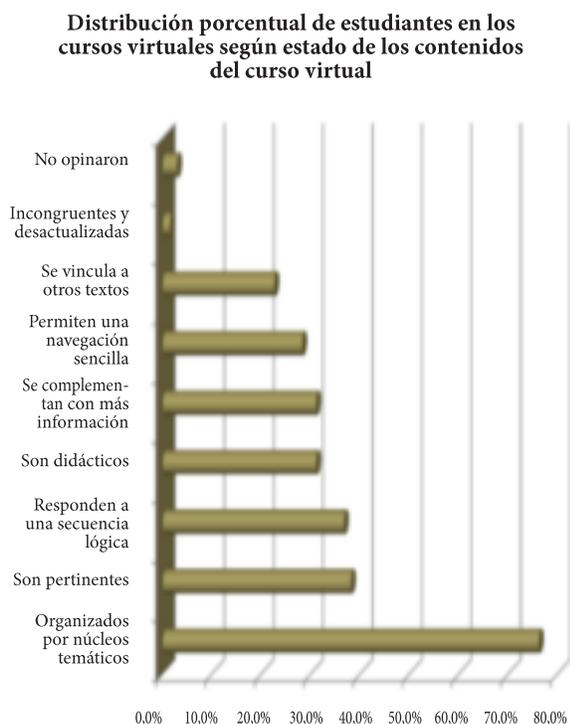 Distribución porcentual de estudiantes en los
cursos virtuales según estado de los contenidos
del curso virtual
No opinaron
Incongruentes y
desactualizadas
Se vincula a
otros textos
Permiten una
navegación
sencilla
Se complemen-
tan con más
información
Son didácticos
Responden a
una secuencia
lógica
Son pertinentes
Organizados
por núcleos
temáticos
0.0% 10.0% 20.0% 30.0% 40.0% 50.0% 60.0% 70.0% 80.0%